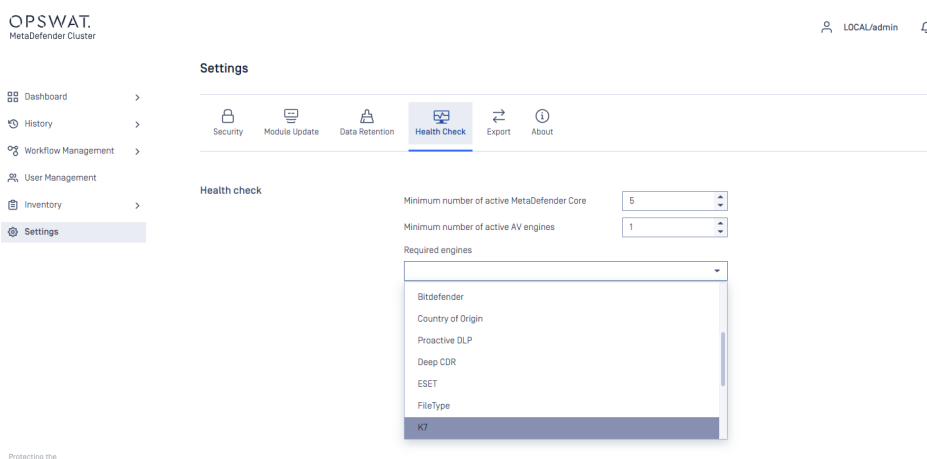 OPSWAT.
MetaDefender Cluster
LOCAL/admin
Settings
Dashboard
History
Workflow Management
User Management
Inventory
Settings
Security
Module Update
Data Retention
Health Check
Export
About
Health check
Minimum number of active MetaDefender Core
5
Minimum number of active AV engines
1
Required engines
Bitdefender
Country of Origin
Proactive DLP
Deep CDR
ESET
FileType
K7
Protecting the